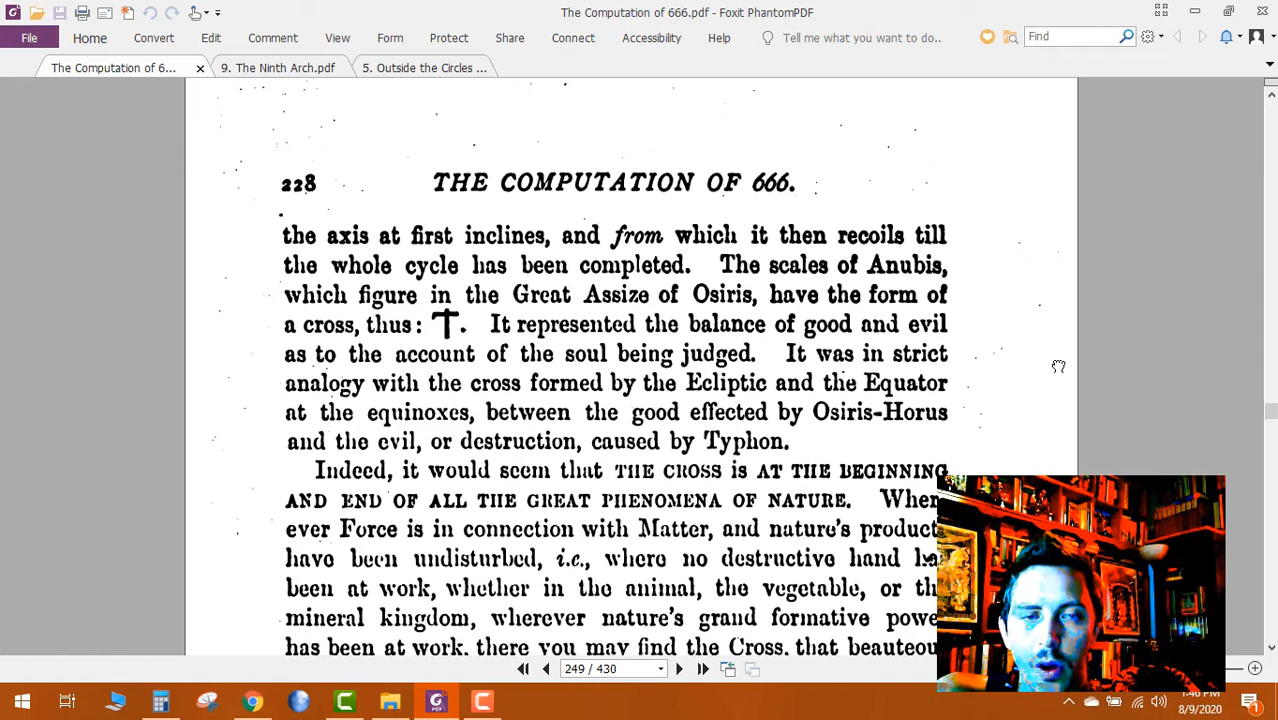 The Computation of 666.pdf - Foxit PhantomPDF
File Home Convert Edit Comment View Form Protect Share Connect Accessibility Help Tell me what you want to do.. Find
The Computation of 6... 9. The Ninth Arch.pdf 5. Outside the Circles ...
228 THE COMPUTATION OF 666.
the axis at first inclines, and from which it then recoils till
the whole cycle has been completed. The scales of Anubis,
which figure in the Great Assize of Osiris, have the form of
a cross, thus: †. It represented the balance of good and evil
as to the account of the soul being judged. It was in strict
analogy with the cross formed by the Ecliptic and the Equator
at the equinoxes, between the good effected by Osiris-Horus
and the evil, or destruction, caused by Typhon.
Indeed, it would seem that THE CROSS is AT THE BEGINNING
AND END OF ALL THE GREAT PHENOMENA OF NATURE. Wher
ever Force is in connection with Matter, and nature's product
have been undisturbed, i.e., where no destructive hand ha
been at work, whether in the animal, the vegetable, or th
mineral kingdom, wherever nature's grand formative powe
has been at work, there you may find the Cross, that beauteou
249 / 430
1:46 PM
8/9/2020